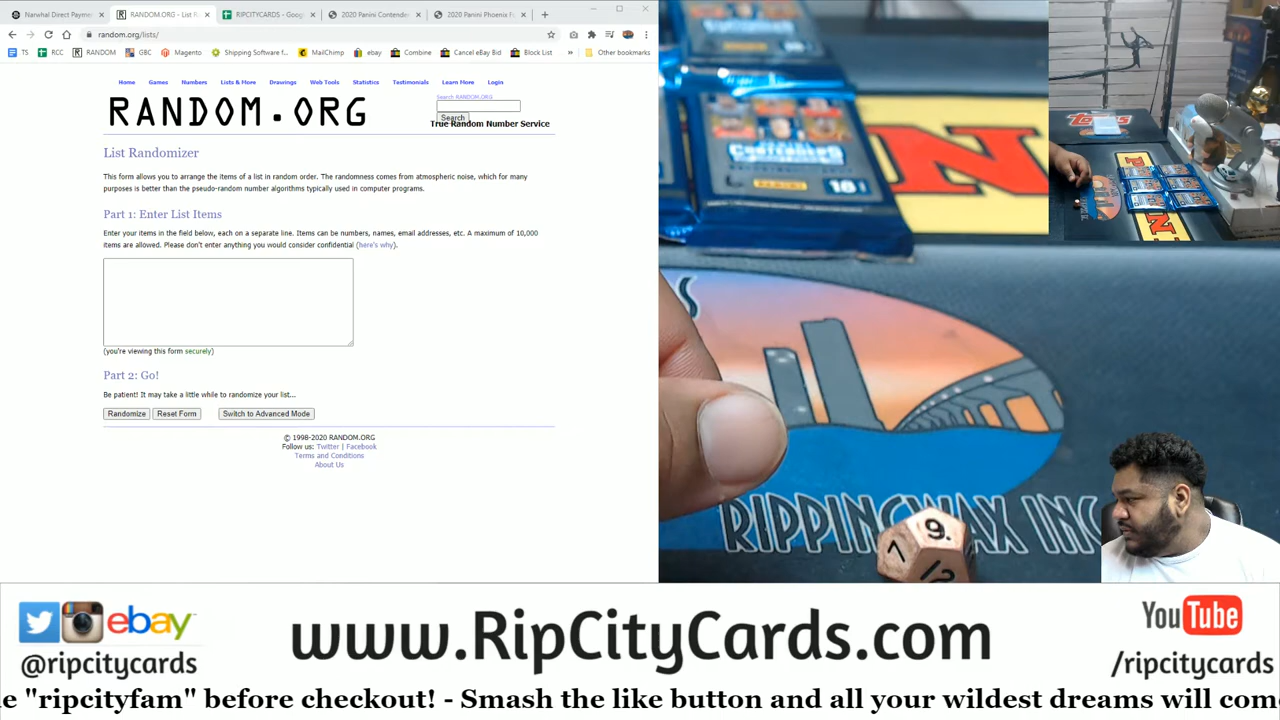 Narwhal Direct Payme
RANDOM.ORG - List R
RIPCITYCARDS - Goog
2020 Panini Contende
2020 Panini Phoenix F
random.org/lists/
TS RCC RANDOM GBC Magento Shipping Software f... MailChimp ebay Combine Cancel eBay Bid Block List » Other bookmarks
Home Games Numbers Lists & More Drawings Web Tools Statistics Testimonials Learn More Login
RANDOM.ORG
Search RANDOM.ORG
Search
True Random Number Service
List Randomizer
This form allows you to arrange the items of a list in random order. The randomness comes from atmospheric noise, which for many
purposes is better than the pseudo-random number algorithms typically used in computer programs.
Part 1: Enter List Items
Enter your items in the field below, each on a separate line. Items can be numbers, names, email addresses, etc. A maximum of 10,000
items are allowed. Please don't enter anything you would consider confidential (here's why).
(you're viewing this form securely)
Part 2: Go!
Be patient! It may take a little while to randomize your list...
Randomize Reset Form Switch to Advanced Mode
© 1998-2020 RANDOM.ORG
Follow us: Twitter | Facebook
Terms and Conditions
About Us
CONTENDERS
PANINI
18
S
RIPPINGWAX INC
9.
7
12
Topps
ebay
@ripcitycards
www.RipCityCards.com
YouTube
/ripcitycards
e "ripcityfam" before checkout! - Smash the like button and all your wildest dreams will com